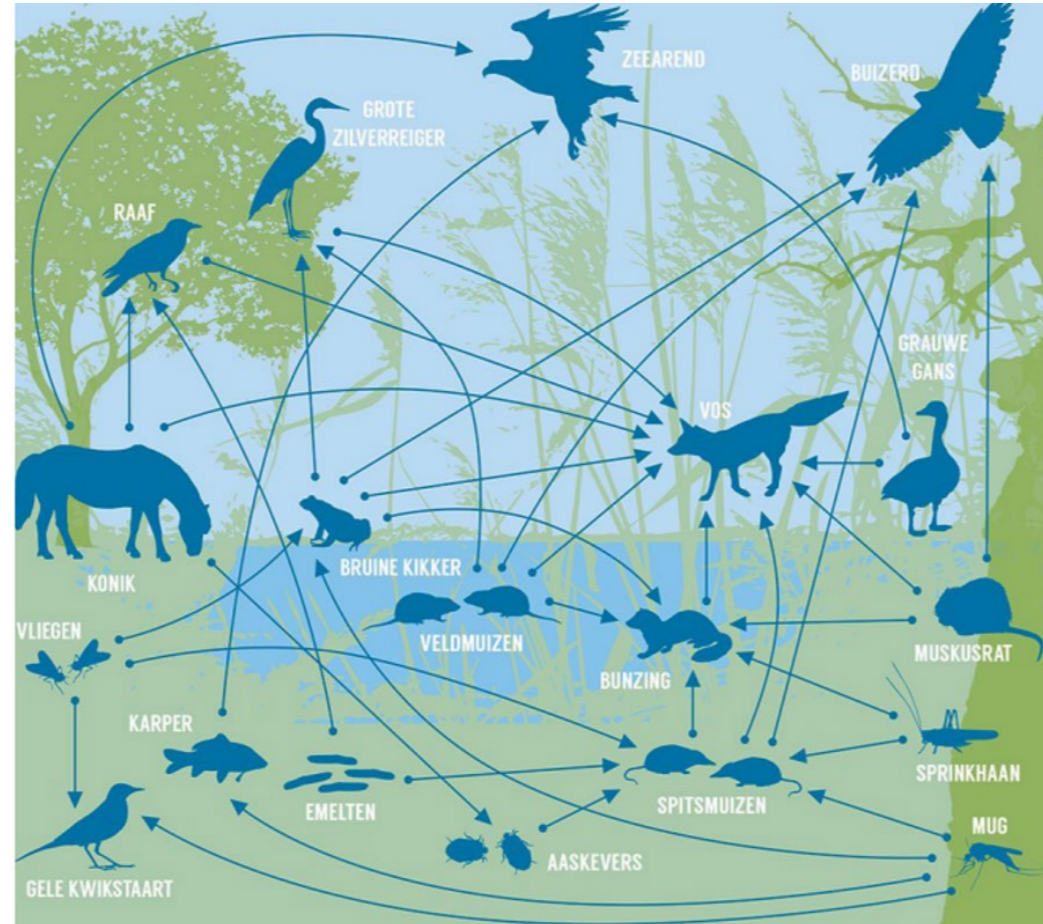 ZEEAREND
BUIZERD
GROTE
ZILVERREIGER
RAAF
GRAUWE
GANS
VOS
KONIK
BRUINE KIKKER
VLIEGEN
VELDMUIZEN
MUSKUSRAT
BUNZING
KARPER
SPRINKHAAN
EMELTEN
SPITSMUIZEN
MUG
AASKEVERS
GELE KWIKSTAART